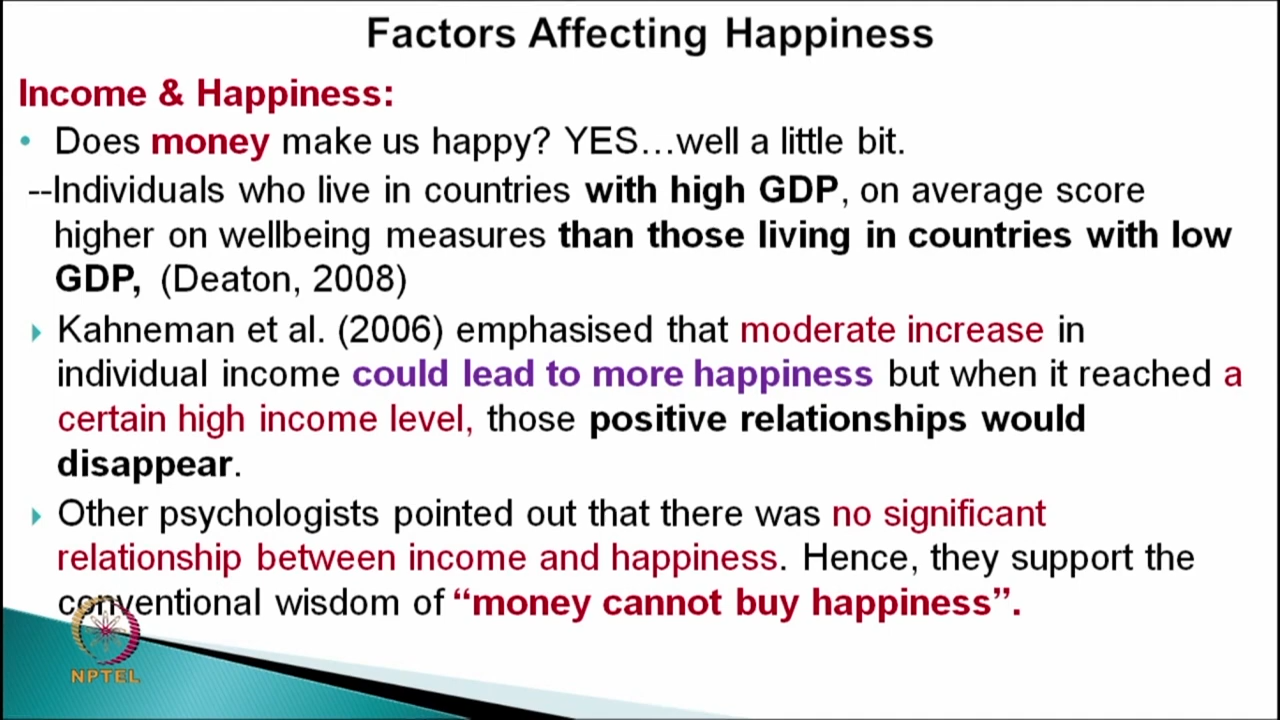 Factors Affecting Happiness
Income & Happiness:
• Does money make us happy? YES…well a little bit.
--Individuals who live in countries with high GDP, on average score
higher on wellbeing measures than those living in countries with low
GDP, (Deaton, 2008)
Kahneman et al. (2006) emphasised that moderate increase in
individual income could lead to more happiness but when it reached a
certain high income level, those positive relationships would
disappear.
Other psychologists pointed out that there was no significant
relationship between income and happiness. Hence, they support the
conventional wisdom of “money cannot buy happiness”.
NPTEL